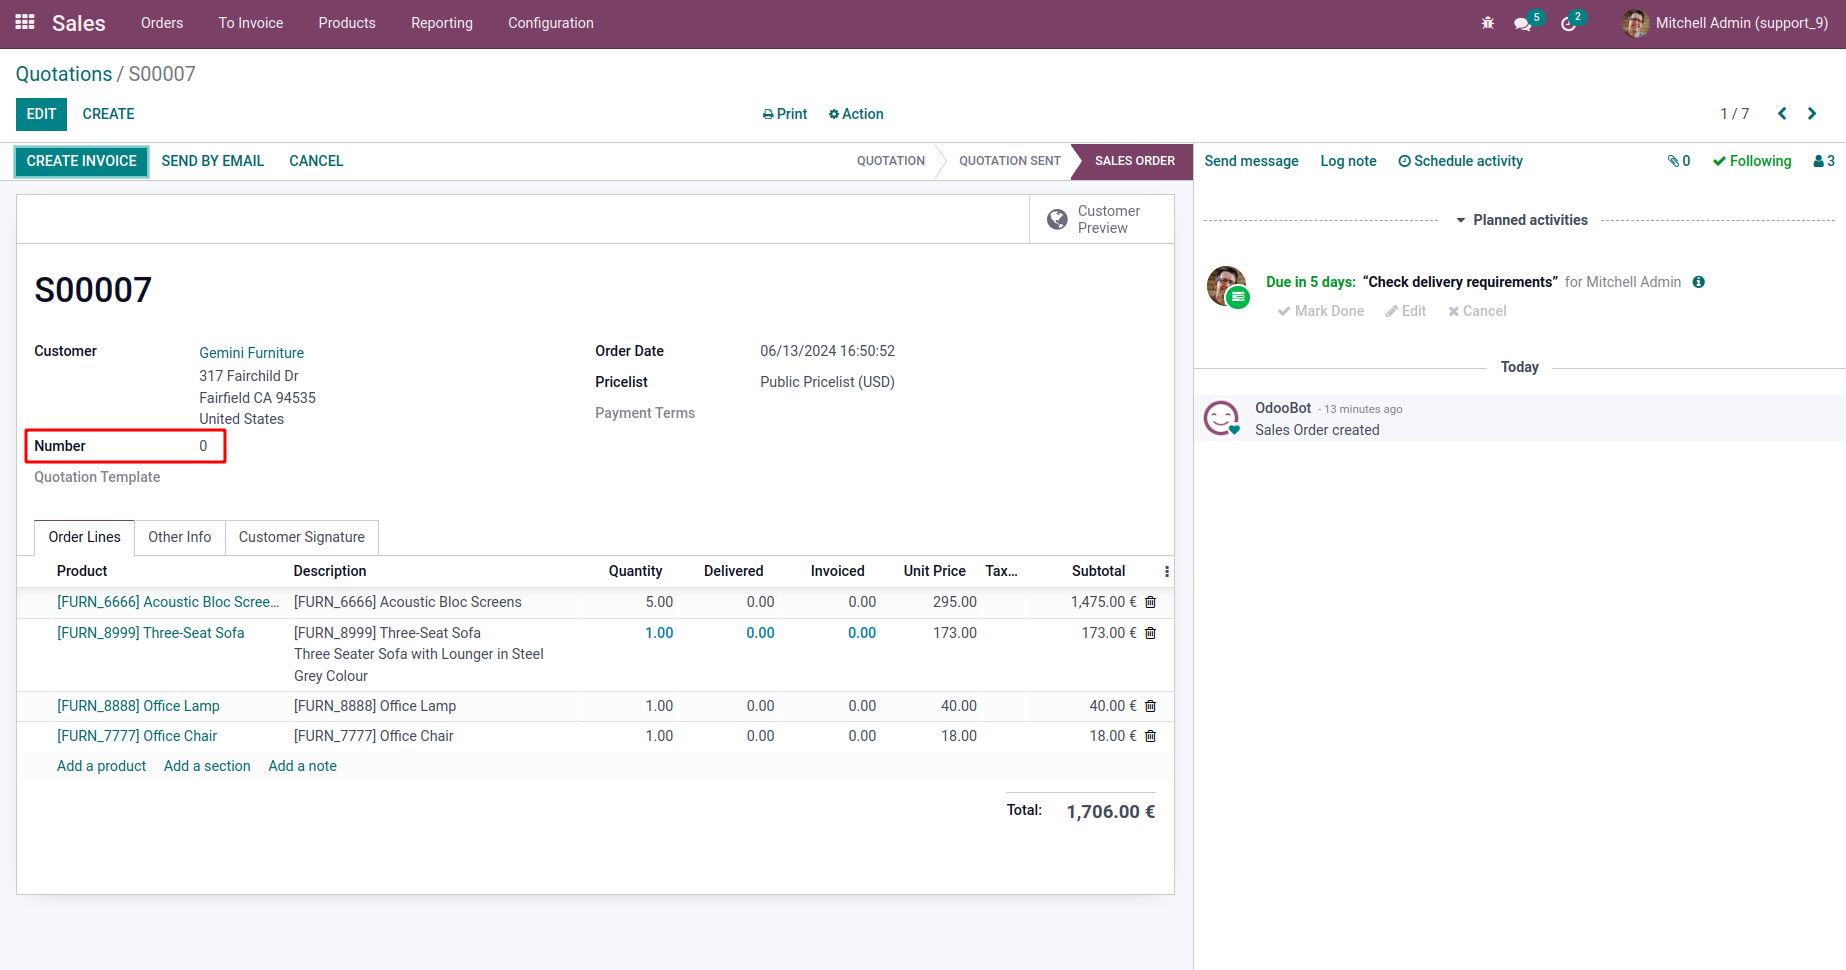 Sales Orders To Invoice Products Reporting Configuration 5 2 Mitchell Admin (support_9)
Quotations / S00007
EDIT CREATE Print Action 1 / 7
CREATE INVOICE SEND BY EMAIL CANCEL QUOTATION QUOTATION SENT SALES ORDER
Customer Preview
S00007
Customer Gemini Furniture
317 Fairchild Dr
Fairfield CA 94535
United States
Number 0
Quotation Template
Order Date 06/13/2024 16:50:52
Pricelist Public Pricelist (USD)
Payment Terms
Order Lines Other Info Customer Signature
Product Description Quantity Delivered Invoiced Unit Price Tax... Subtotal
[FURN_6666] Acoustic Bloc Scree... [FURN_6666] Acoustic Bloc Screens 5.00 0.00 0.00 295.00 1,475.00 €
[FURN_8999] Three-Seat Sofa [FURN_8999] Three-Seat Sofa 1.00 0.00 0.00 173.00 173.00 €
Three Seater Sofa with Lounger in Steel
Grey Colour
[FURN_8888] Office Lamp [FURN_8888] Office Lamp 1.00 0.00 0.00 40.00 40.00 €
[FURN_7777] Office Chair [FURN_7777] Office Chair 1.00 0.00 0.00 18.00 18.00 €
Add a product Add a section Add a note
Total: 1,706.00 €
Send message Log note Schedule activity 0 Following 3
Planned activities
Due in 5 days: “Check delivery requirements” for Mitchell Admin
Mark Done Edit Cancel
Today
OdooBot - 13 minutes ago
Sales Order created